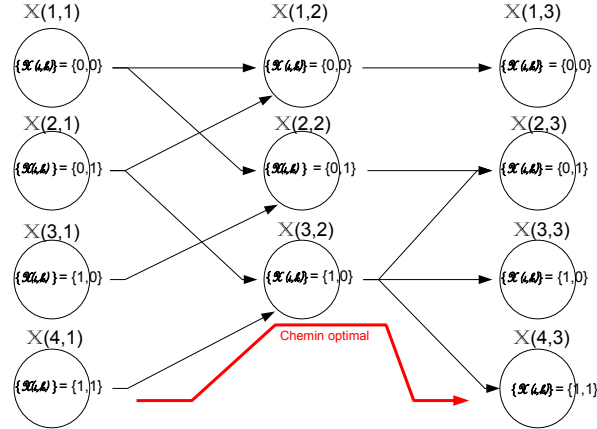 𝕏(1,1) 𝕏(1,2) 𝕏(1,3)
{𝒳(i,k)} = {0,0} {𝒳(i,k)} = {0,0} {𝒳(i,k)} = {0,0}
𝕏(2,1) 𝕏(2,2) 𝕏(2,3)
{𝒳(i,k)} = {0,1} {𝒳(i,k)} = {0,1} {𝒳(i,k)} = {0,1}
𝕏(3,1) 𝕏(3,2) 𝕏(3,3)
{𝒳(i,k)} = {1,0} {𝒳(i,k)} = {1,0} {𝒳(i,k)} = {1,0}
𝕏(4,1) 𝕏(4,3)
Chemin optimal
{𝒳(i,k)} = {1,1} {𝒳(i,k)} = {1,1}